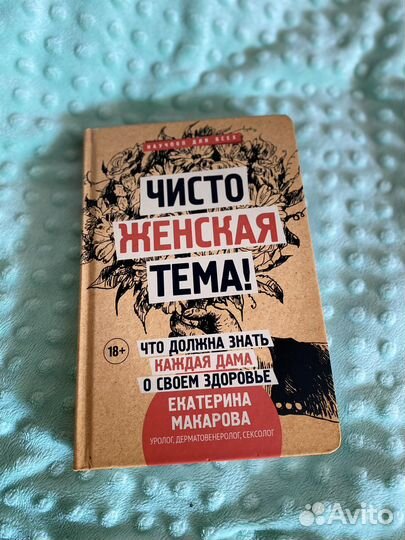 НАУЧПОП ДЛЯ ВСЕХ
ЧИСТО
ЖЕНСКАЯ
ТЕМА!
18+
ЧТО ДОЛЖНА ЗНАТЬ
КАЖДАЯ ДАМА
О СВОЕМ ЗДОРОВЬЕ
ЕКАТЕРИНА
МАКАРОВА
УРОЛОГ, ДЕРМАТОВЕНЕРОЛОГ, СЕКСОЛОГ
Avito